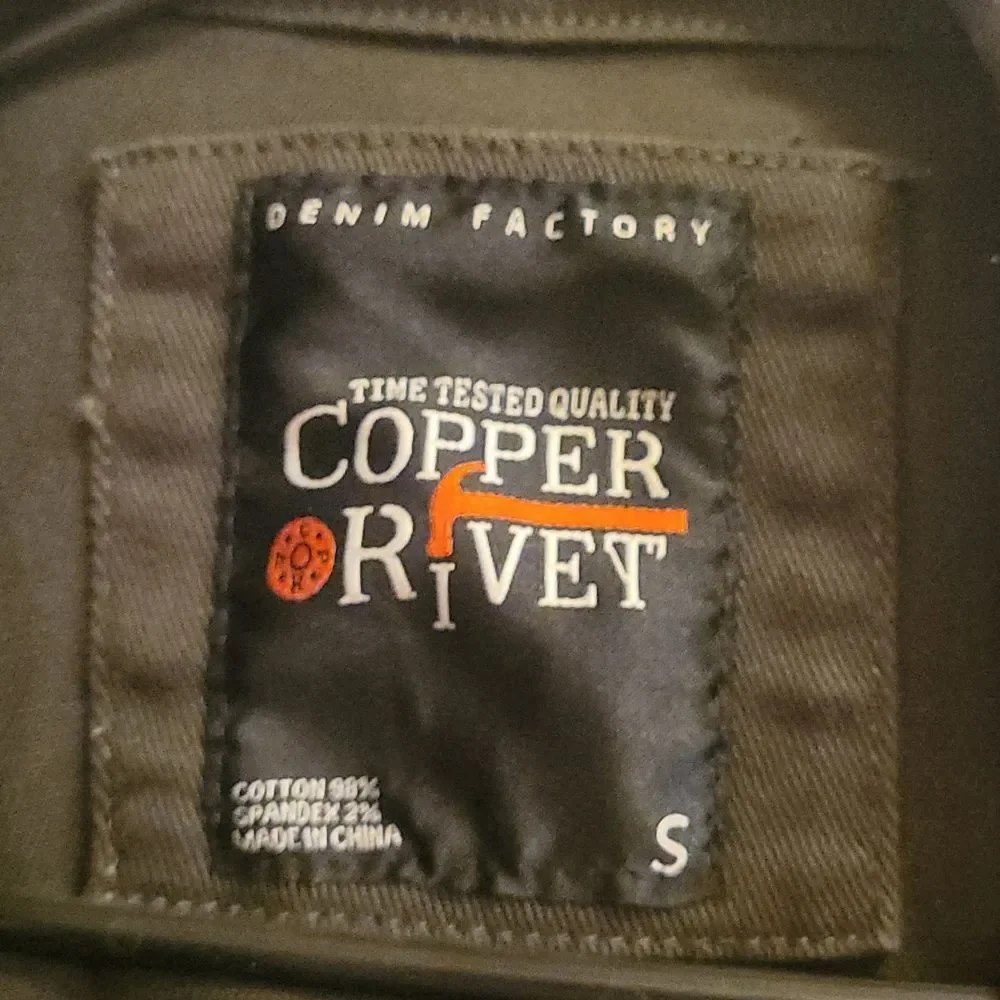 DENIM FACTORY
TIME TESTED QUALITY
COPPER
RIVET
COTTON 98%
SPANDEX 2%
MADE IN CHINA
S